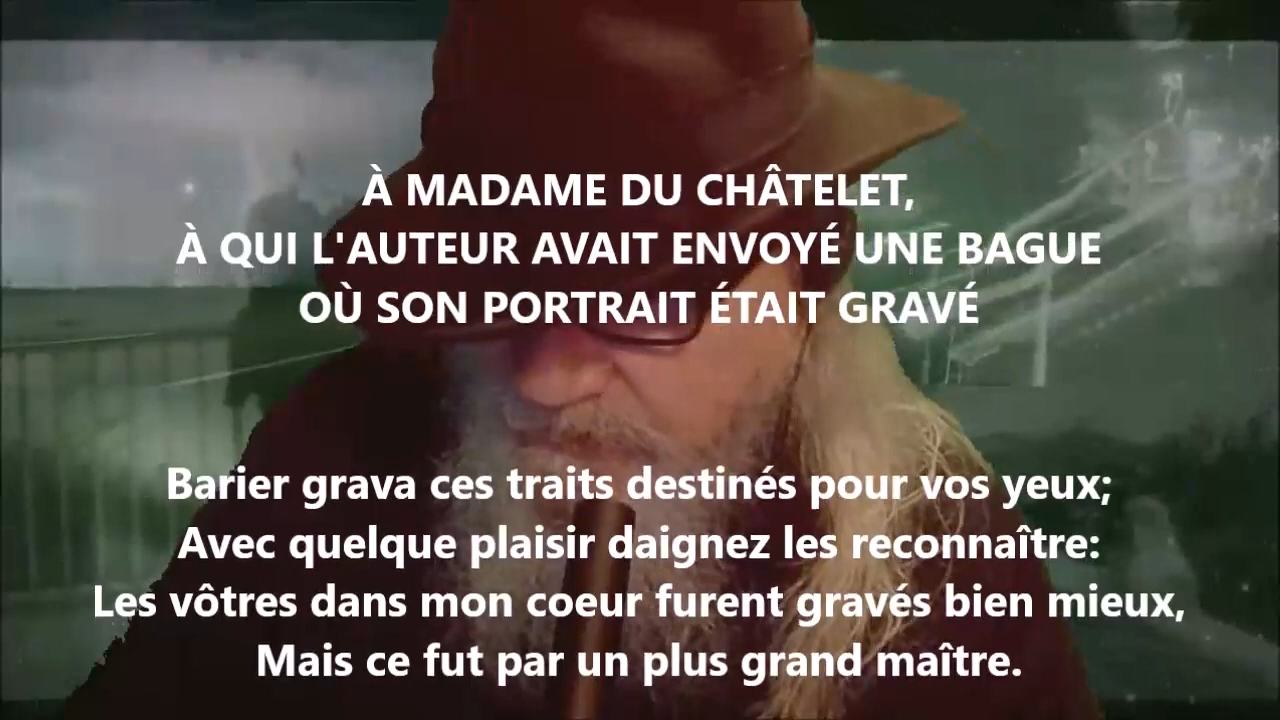 À MADAME DU CHÂTELET,
À QUI L'AUTEUR AVAIT ENVOYÉ UNE BAGUE
OÙ SON PORTRAIT ÉTAIT GRAVÉ
Barier grava ces traits destinés pour vos yeux;
Avec quelque plaisir daignez les reconnaître:
Les vôtres dans mon coeur furent gravés bien mieux,
Mais ce fut par un plus grand maître.